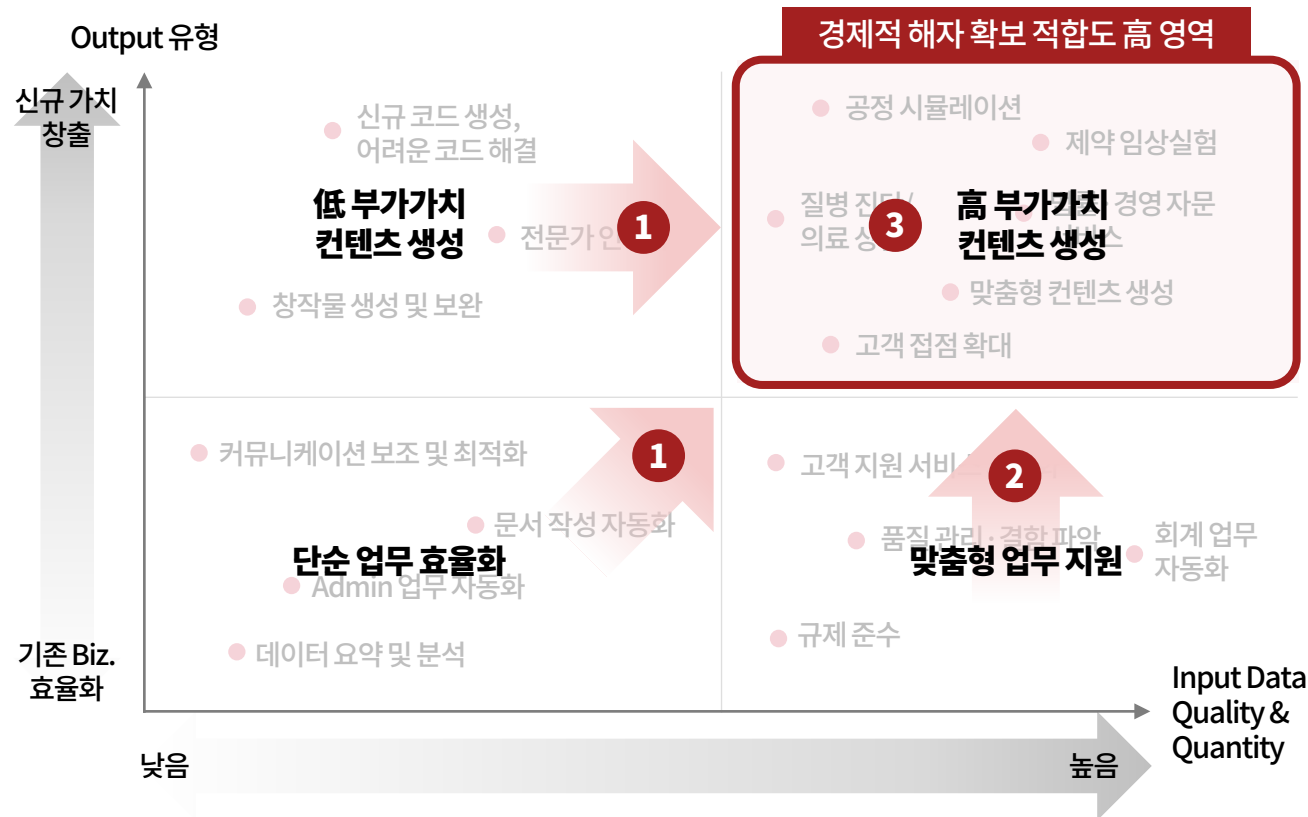 Output 유형
경제적 해자 확보 적합도 高 영역
신규 가치
창출
신규 코드 생성,
어려운 코드 해결
低 부가가치
컨텐츠 생성
전문가
1
창작물 생성 및 보완
공정 시뮬레이션
제약 임상실험
질병
의료
3
경영 자문
高 부가가치
컨텐츠 생성
맞춤형 컨텐츠 생성
고객 접점 확대
커뮤니케이션 보조 및 최적화
1
문서 작성 자동화
단순 업무 효율화
Admin 업무 자동화
데이터 요약 및 분석
고객 지원 서비
2
품질 관리 · 결함 파악
회계 업무
자동화
맞춤형 업무 지원
규제 준수
기존 Biz.
효율화
Input Data
Quality &
Quantity
낮음
높음